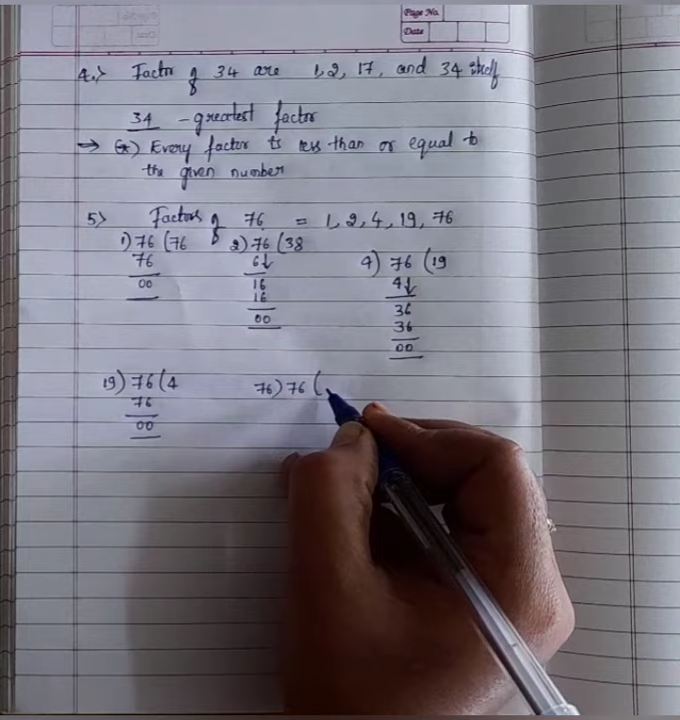 Page No.
Date
4.> Factor of 34 are 1, 2, 17, and 34 itself
34 - greatest factor
→ (*) Every factor is less than or equal to
the given number
5> Factors of 76 = 1, 2, 4, 19, 76
1) 76 (76 2) 76 (38
76 6↓ 4) 76 (19
00 16 4↓
16 36
00 36
00
19) 76 (4 76) 76 (
76
00